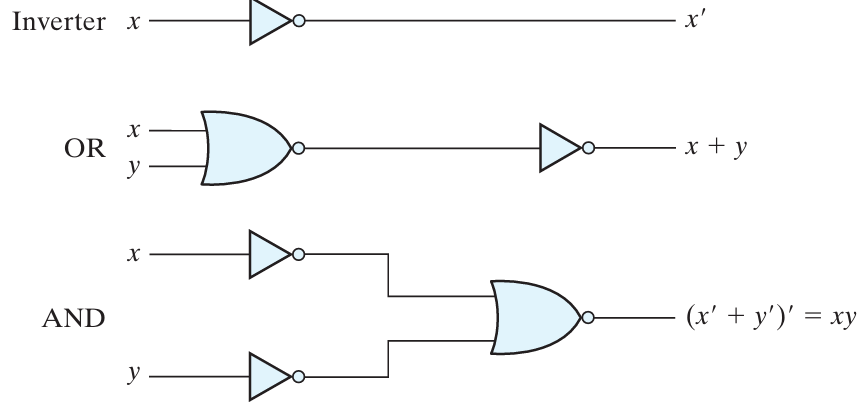 Inverter x x′
OR x y x + y
x
AND (x′ + y′)′ = xy
y